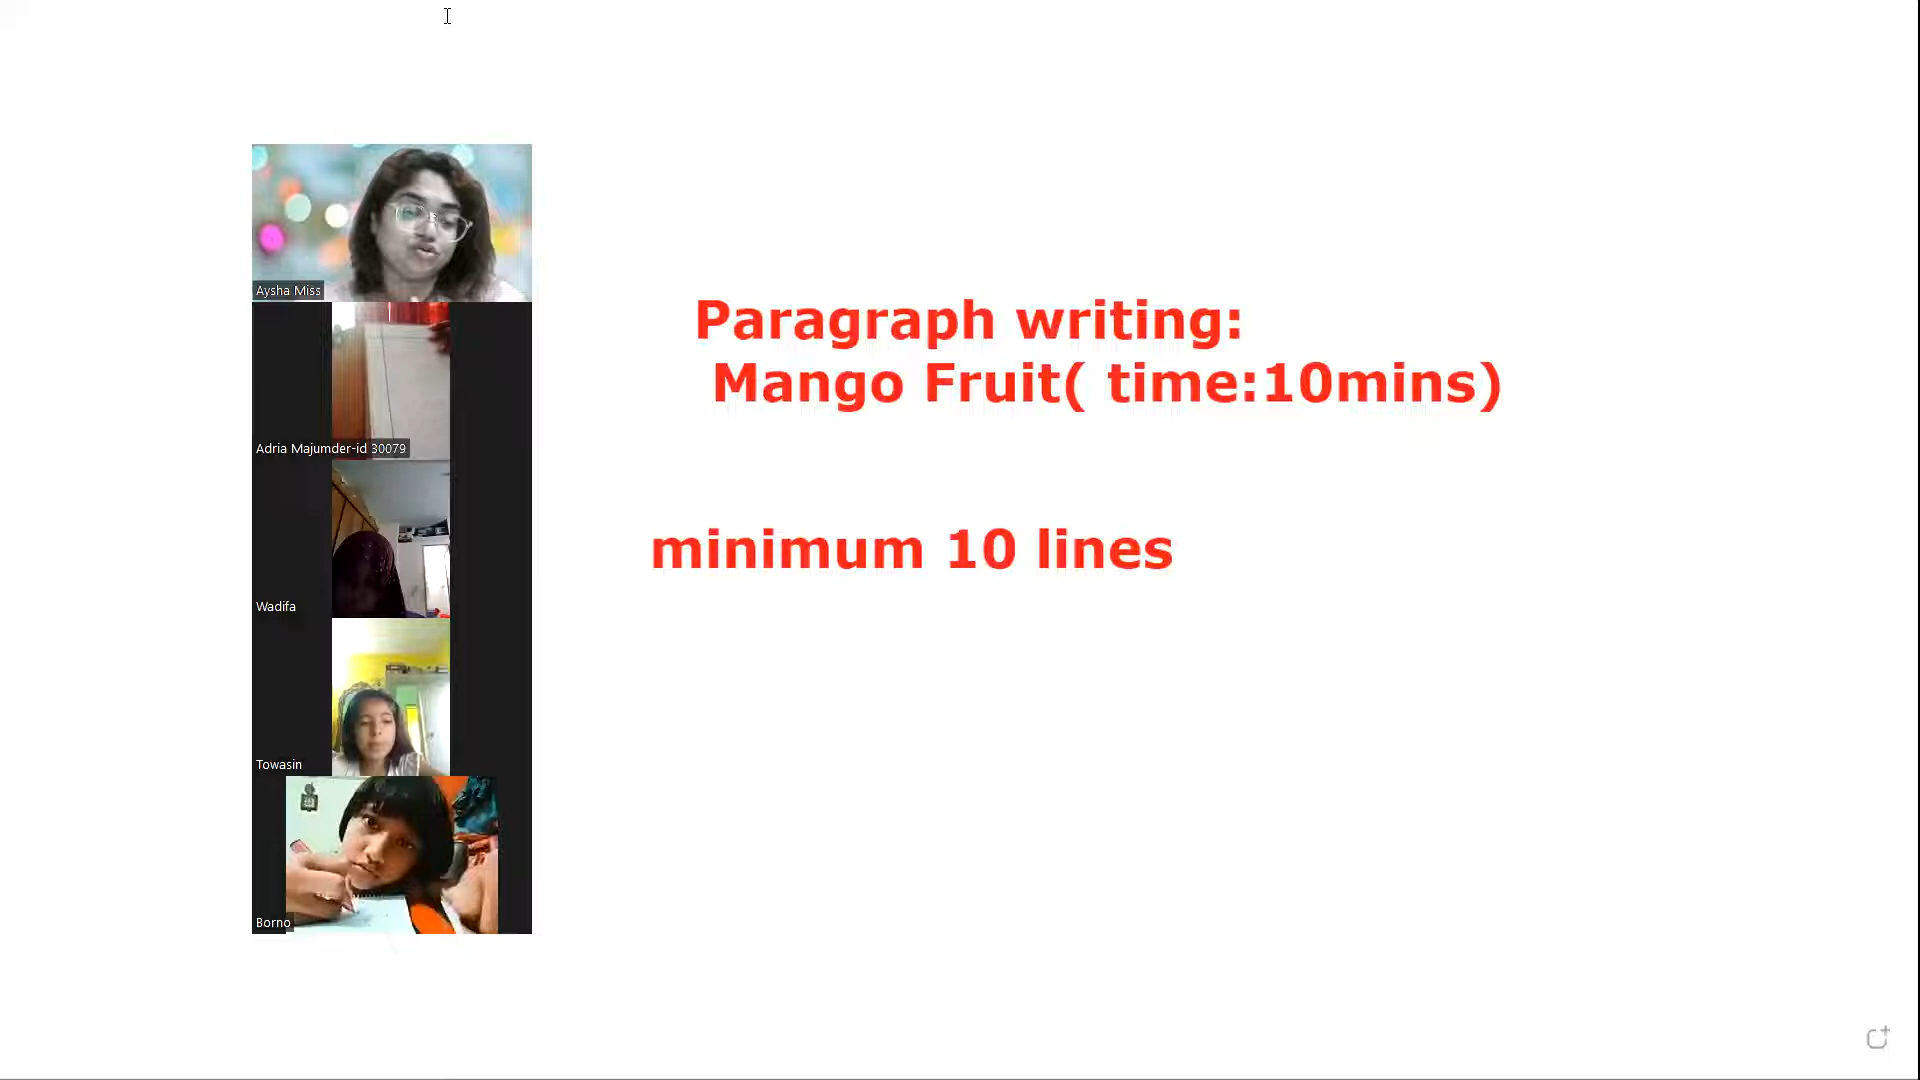 Aysha Miss
Adria Majumder-id 30079
Wadifa
Towasin
Borno
Paragraph writing:
Mango Fruit( time:10mins)
minimum 10 lines